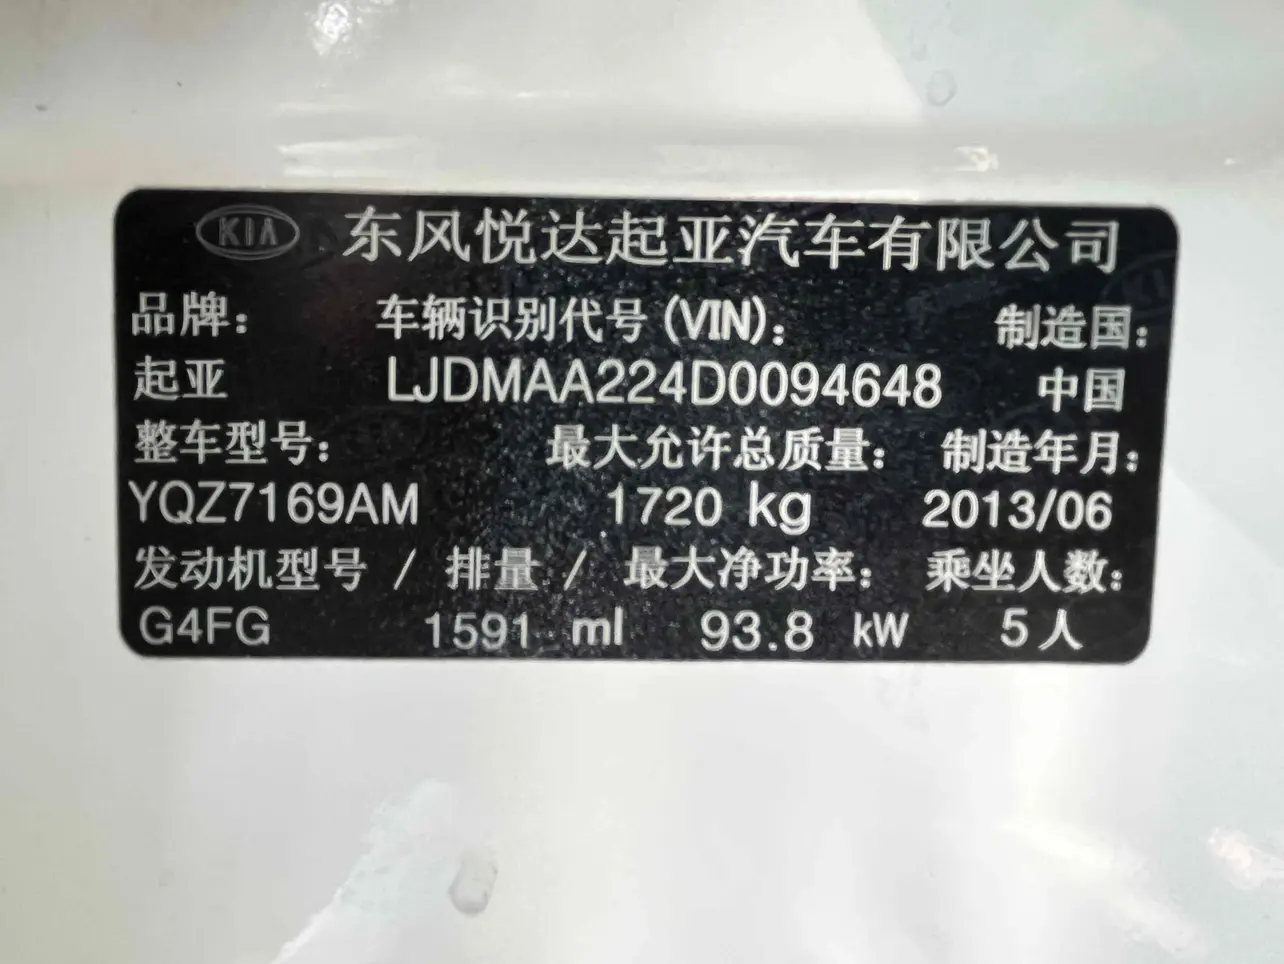 KIA 东风悦达起亚汽车有限公司
品牌： 车辆识别代号(VIN)： 制造国：
起亚 LJDMAA224D0094648 中国
整车型号： 最大允许总质量： 制造年月：
YQZ7169AM 1720 kg 2013/06
发动机型号 / 排量 / 最大净功率： 乘坐人数：
G4FG 1591 ml 93.8 kW 5人